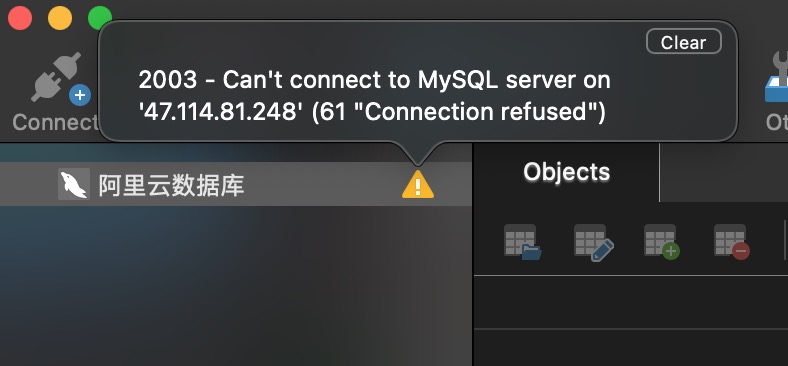 Clear
2003 - Can't connect to MySQL server on
'47.114.81.248' (61 "Connection refused")
Connect
Ot
阿里云数据库
Objects